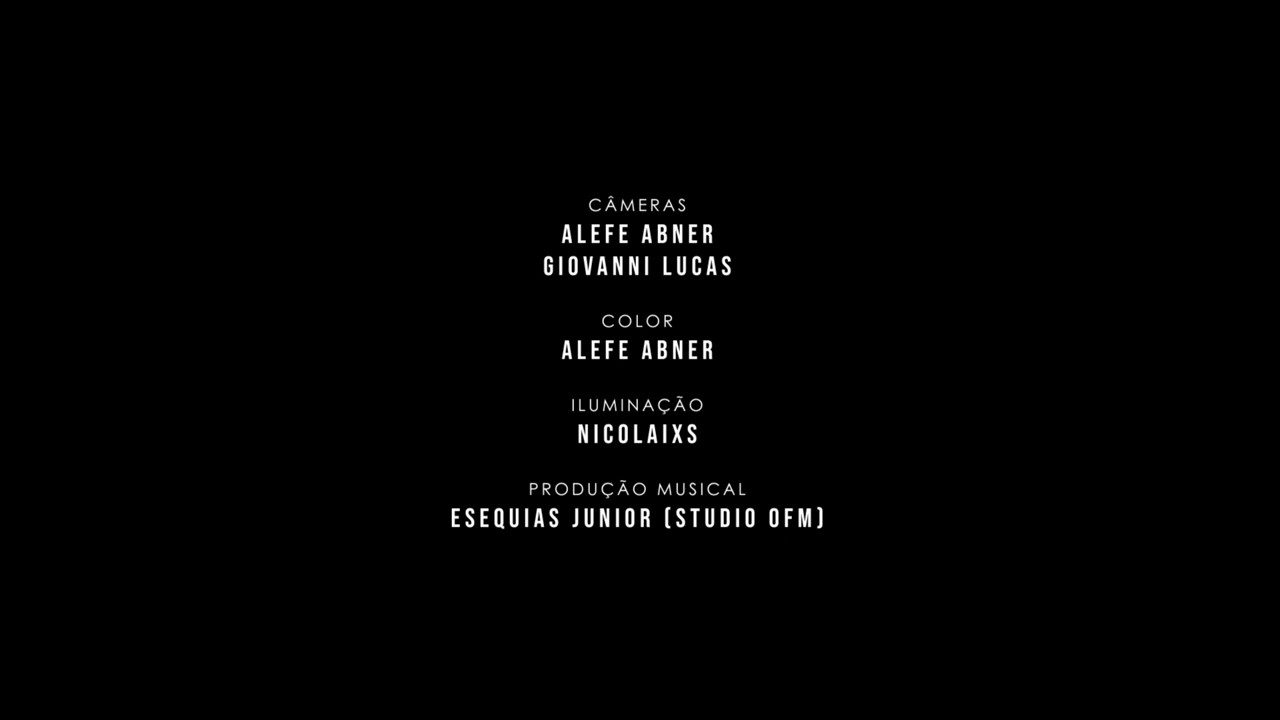 CÂMERAS
ALEFE ABNER
GIOVANNI LUCAS
COLOR
ALEFE ABNER
ILUMINAÇÃO
NICOLAIXS
PRODUÇÃO MUSICAL
ESEQUIAS JUNIOR (STUDIO OFM)